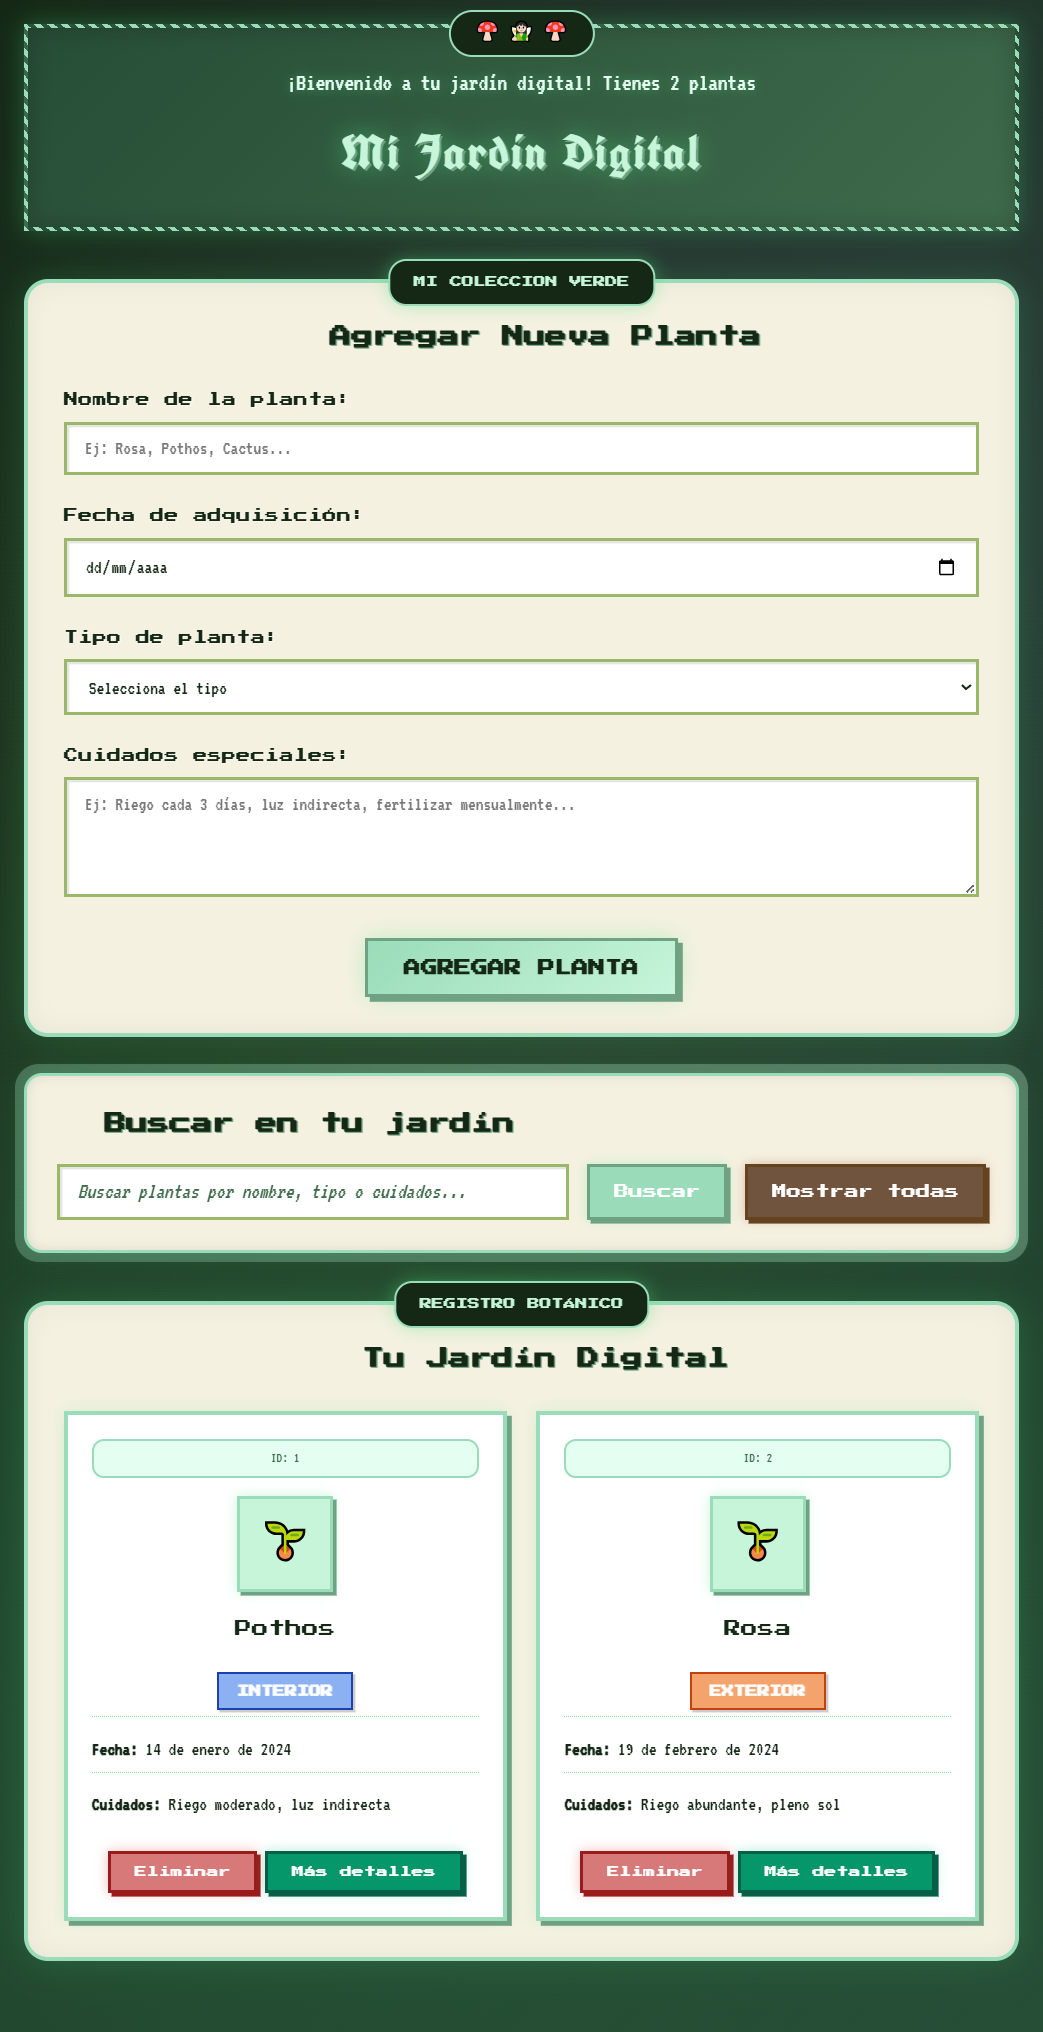 ¡Bienvenido a tu jardín digital! Tienes 2 plantas
Mi Jardín Digital
MI COLECCION VERDE
Agregar Nueva Planta
Nombre de la planta:
Ej: Rosa, Pothos, Cactus...
Fecha de adquisición:
dd/mm/aaaa
Tipo de planta:
Selecciona el tipo
Cuidados especiales:
Ej: Riego cada 3 días, luz indirecta, fertilizar mensualmente...
AGREGAR PLANTA
Buscar en tu jardín
Buscar plantas por nombre, tipo o cuidados...
Buscar
Mostrar todas
REGISTRO BOTÁNICO
Tu Jardín Digital
ID: 1
Pothos
INTERIOR
Fecha: 14 de enero de 2024
Cuidados: Riego moderado, luz indirecta
Eliminar
Más detalles
ID: 2
Rosa
EXTERIOR
Fecha: 19 de febrero de 2024
Cuidados: Riego abundante, pleno sol
Eliminar
Más detalles